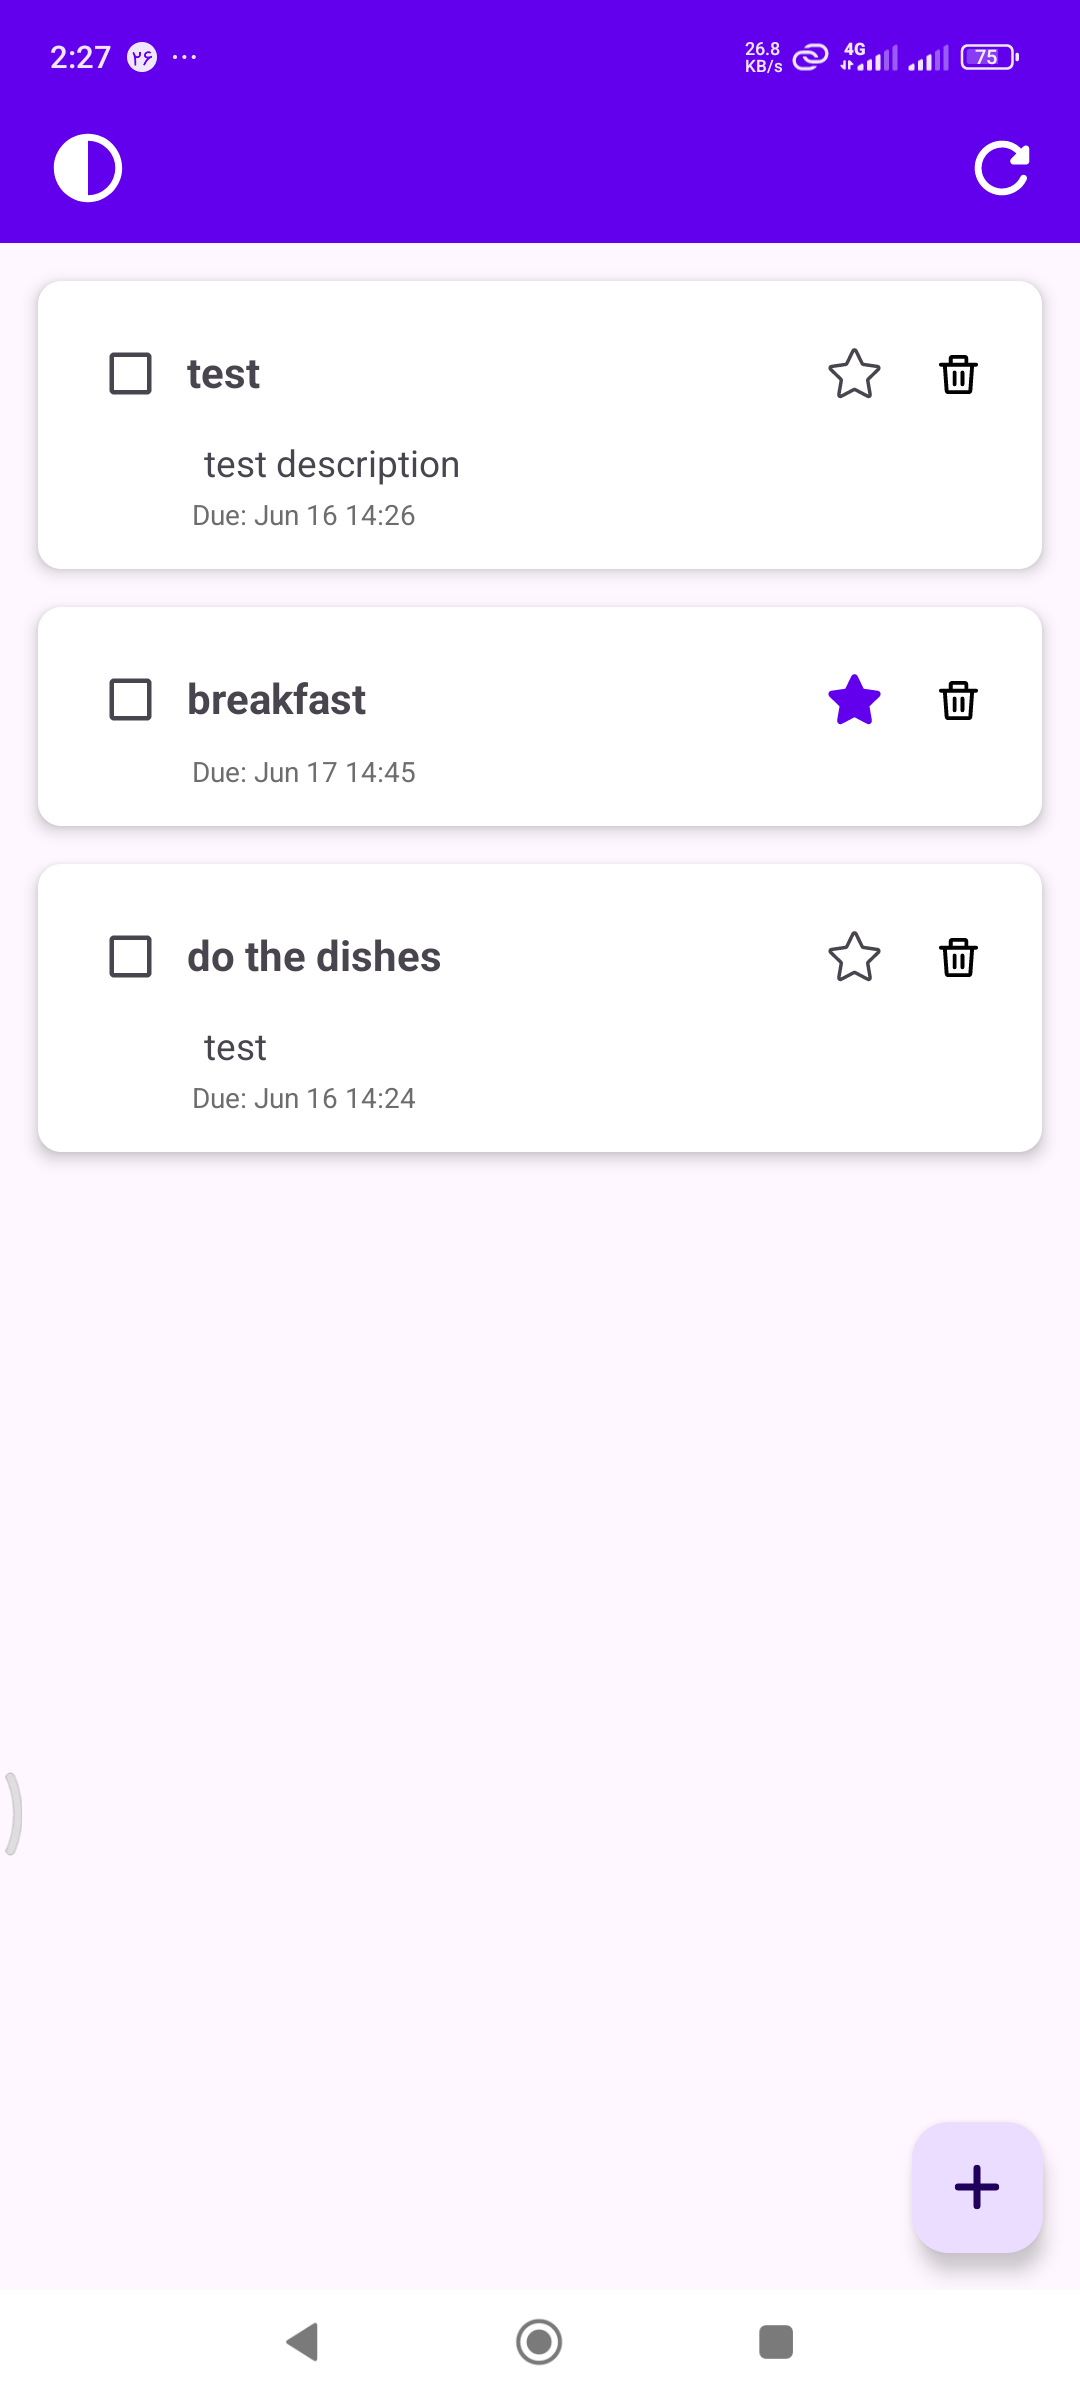 2:27 ۲۶ ...
26.8 KB/s 4G 75
test
test description
Due: Jun 16 14:26
breakfast
Due: Jun 17 14:45
do the dishes
test
Due: Jun 16 14:24